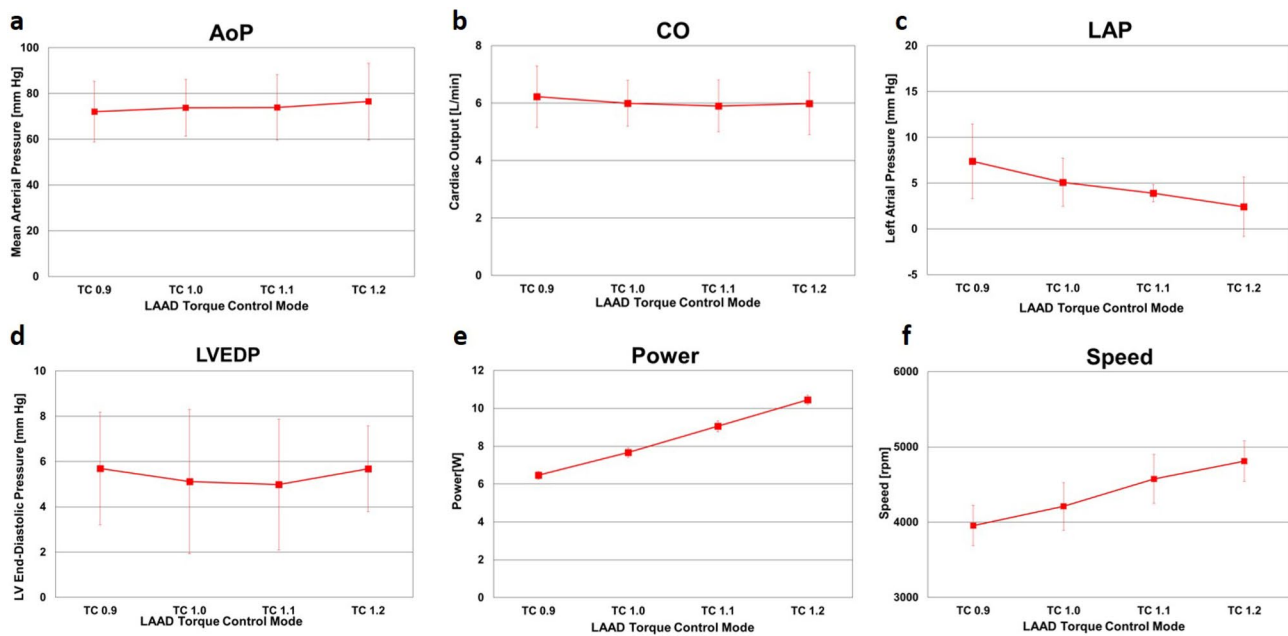 a
AoP
Mean Arterial Pressure [mm Hg]
100
80
60
40
20
0
TC 0.9 TC 1.0 TC 1.1 TC 1.2
LAAD Torque Control Mode
b
CO
Cardiac Output [L/min]
8
6
4
2
0
TC 0.9 TC 1.0 TC 1.1 TC 1.2
LAAD Torque Control Mode
c
LAP
Left Atrial Pressure [mm Hg]
20
15
10
5
0
-5
TC 0.9 TC 1.0 TC 1.1 TC 1.2
LAAD Torque Control Mode
d
LVEDP
LV End-Diastolic Pressure [mm Hg]
10
8
6
4
2
0
TC 0.9 TC 1.0 TC 1.1 TC 1.2
LAAD Torque Control Mode
e
Power
Power[W]
12
10
8
6
4
2
0
TC 0.9 TC 1.0 TC 1.1 TC 1.2
LAAD Torque Control Mode
f
Speed
Speed [rpm]
6000
5000
4000
3000
TC 0.9 TC 1.0 TC 1.1 TC 1.2
LAAD Torque Control Mode